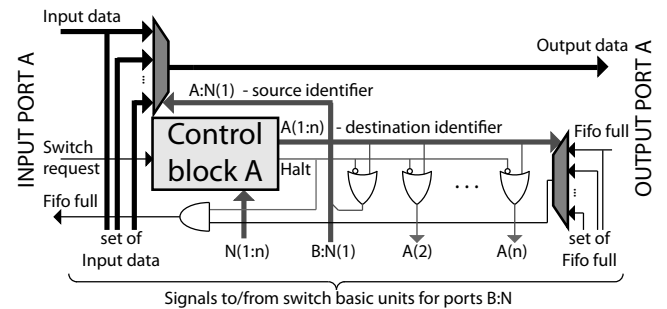 Input data
Output data
INPUT PORT A
OUTPUT PORT A
A:N(1) - source identifier
Control
block A
A(1:n) - destination identifier
Fifo full
Switch
request
Halt
Fifo full
set of
Input data
N(1:n)
B:N(1)
A(2)
A(n)
set of
Fifo full
Signals to/from switch basic units for ports B:N